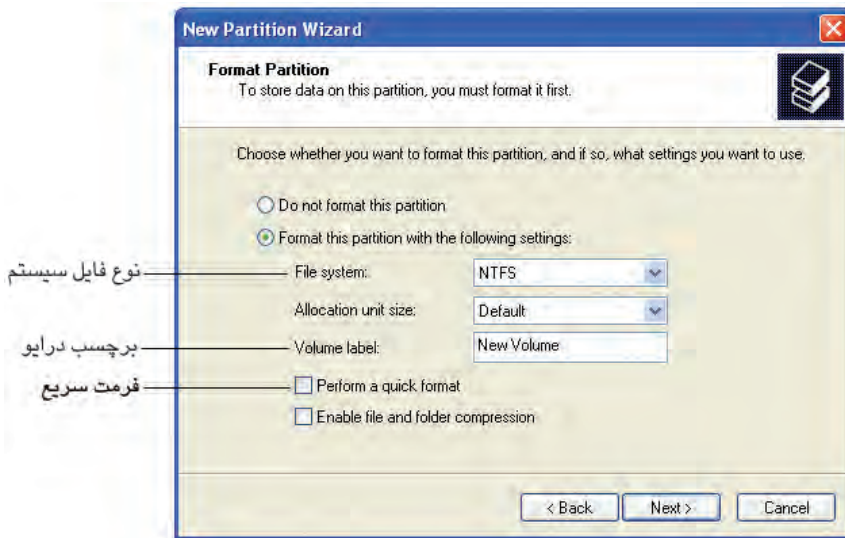 New Partition Wizard
Format Partition
To store data on this partition, you must format it first.
Choose whether you want to format this partition, and if so, what settings you want to use.
Do not format this partition
Format this partition with the following settings:
نوع فایل سیستم
File system: NTFS
Allocation unit size: Default
برچسب درایو
Volume label: New Volume
فرمت سریع
Perform a quick format
Enable file and folder compression
< Back Next > Cancel